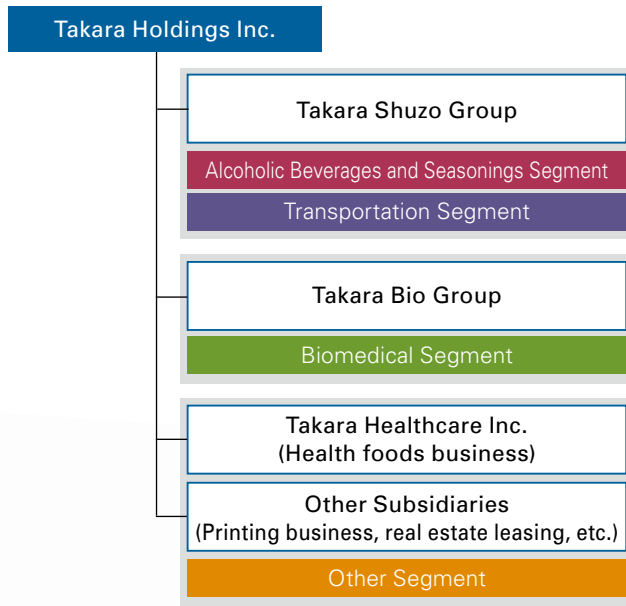 Takara Holdings Inc.
Takara Shuzo Group
Alcoholic Beverages and Seasonings Segment
Transportation Segment
Takara Bio Group
Biomedical Segment
Takara Healthcare Inc.
(Health foods business)
Other Subsidiaries
(Printing business, real estate leasing, etc.)
Other Segment